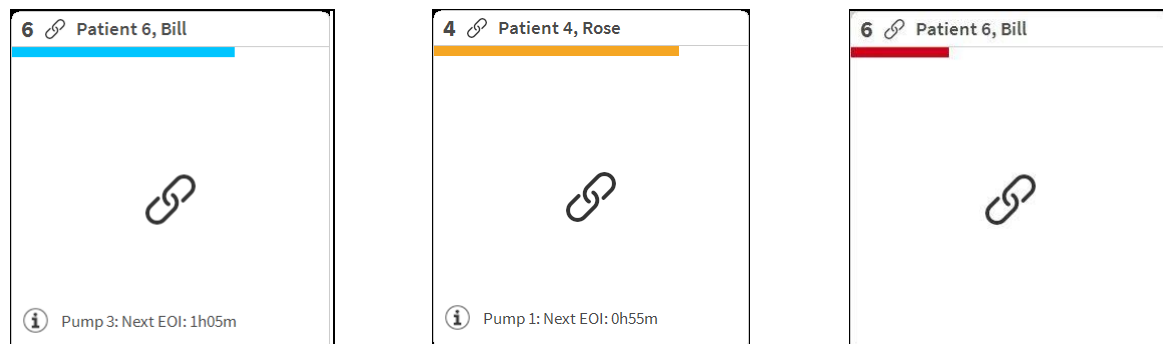 6 Patient 6, Bill
Pump 3: Next EOI: 1h05m
4 Patient 4, Rose
Pump 1: Next EOI: 0h55m
6 Patient 6, Bill